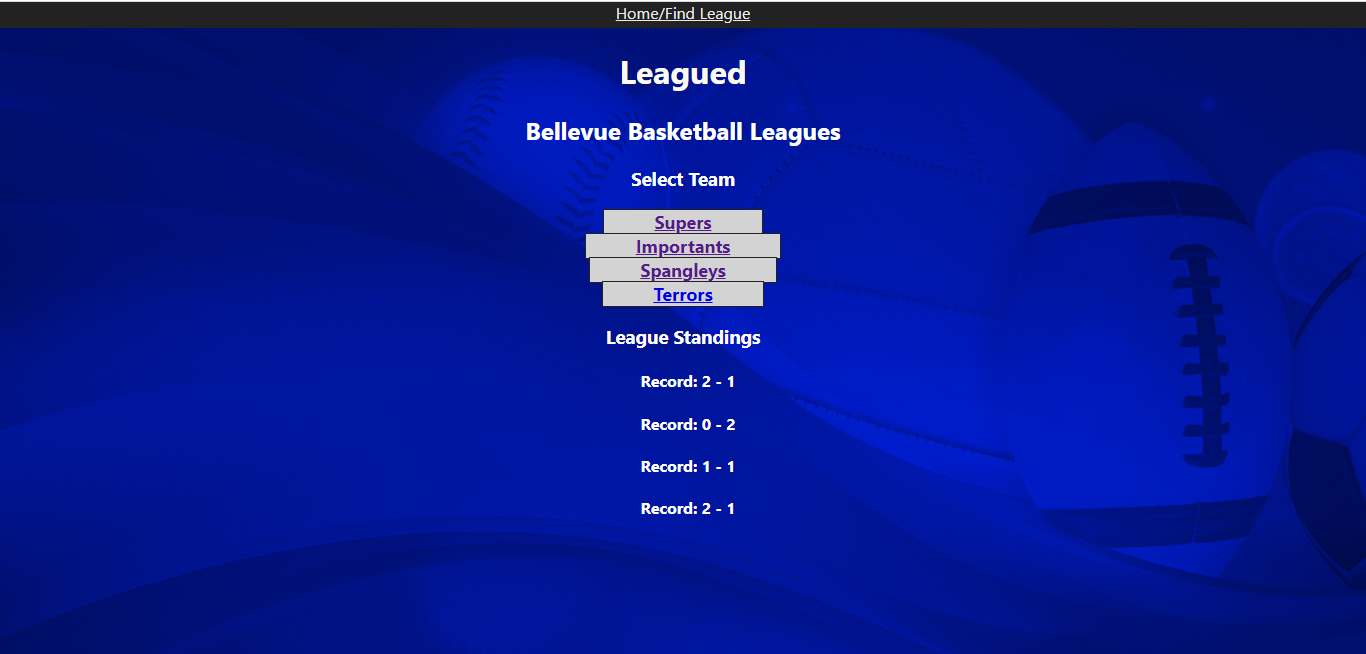 Home/Find League
Leagued
Bellevue Basketball Leagues
Select Team
Supers
Importants
Spangleys
Terrors
League Standings
Record: 2 - 1
Record: 0 - 2
Record: 1 - 1
Record: 2 - 1